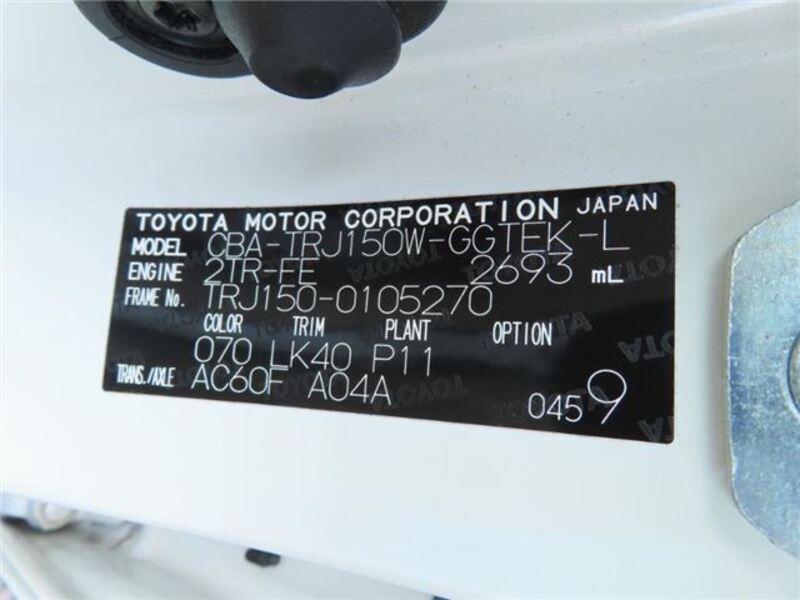 TOYOTA MOTOR CORPORATION JAPAN
MODEL CBA-TRJ150W-GGTEK-L
ENGINE 2TR-FE 2693 mL
FRAME No. TRJ150-0105270
COLOR TRIM PLANT OPTION
070 LK40 P11
TRANS./AXLE AC60F A04A
0459